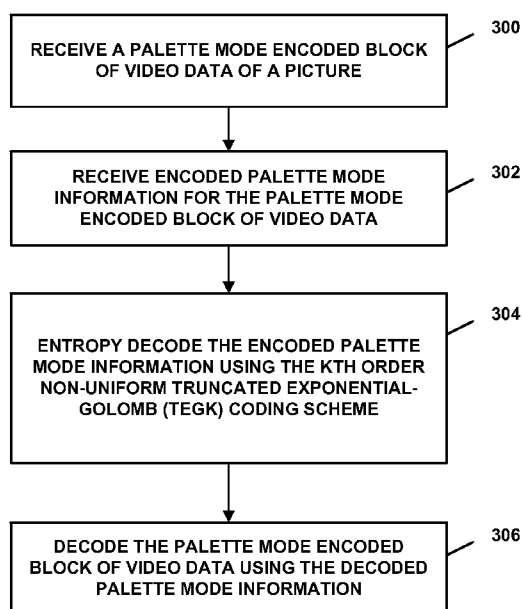 RECEIVE A PALETTE MODE ENCODED BLOCK
OF VIDEO DATA OF A PICTURE
300
RECEIVE ENCODED PALETTE MODE
INFORMATION FOR THE PALETTE MODE
ENCODED BLOCK OF VIDEO DATA
302
ENTROPY DECODE THE ENCODED PALETTE
MODE INFORMATION USING THE KTH ORDER
NON-UNIFORM TRUNCATED EXPONENTIAL-
GOLOMB (TEGK) CODING SCHEME
304
DECODE THE PALETTE MODE ENCODED
BLOCK OF VIDEO DATA USING THE DECODED
PALETTE MODE INFORMATION
306